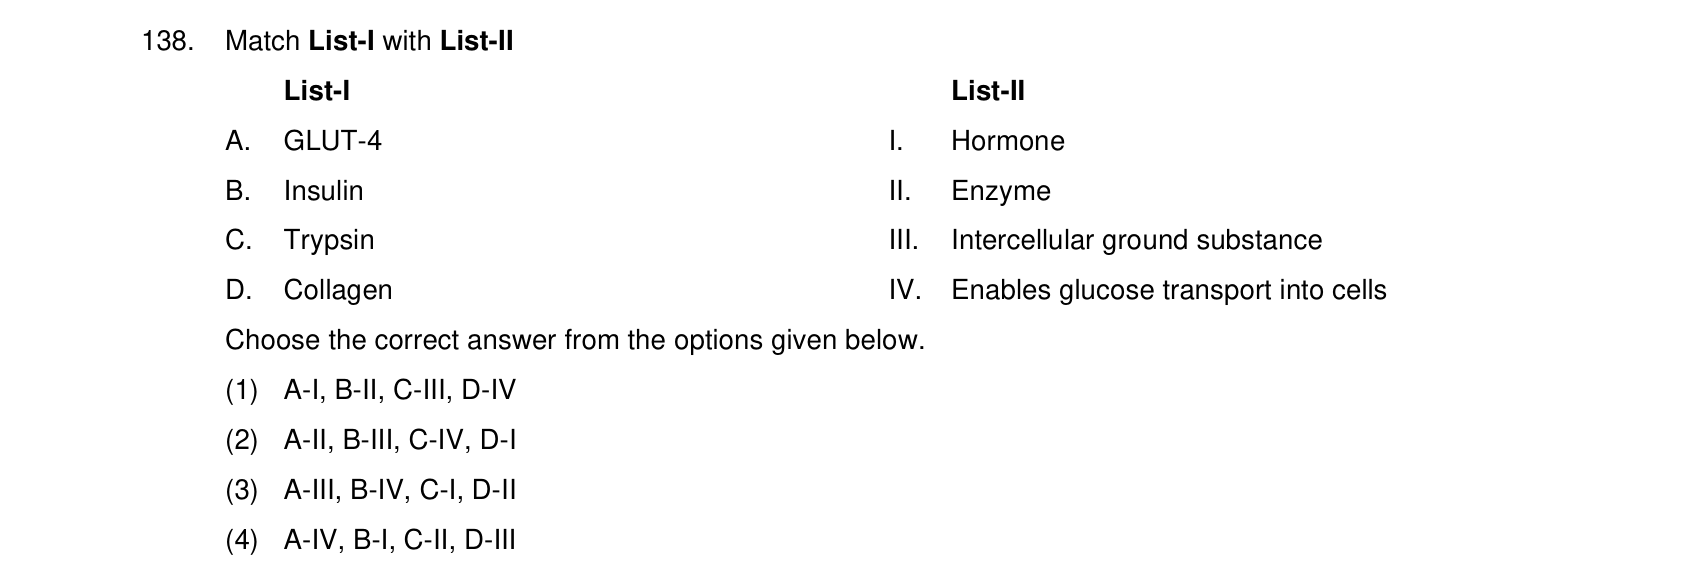 138. Match List-I with List-II
List-I List-II
A. GLUT-4 I. Hormone
B. Insulin II. Enzyme
C. Trypsin III. Intercellular ground substance
D. Collagen IV. Enables glucose transport into cells
Choose the correct answer from the options given below.
(1) A-I, B-II, C-III, D-IV
(2) A-II, B-III, C-IV, D-I
(3) A-III, B-IV, C-I, D-II
(4) A-IV, B-I, C-II, D-III